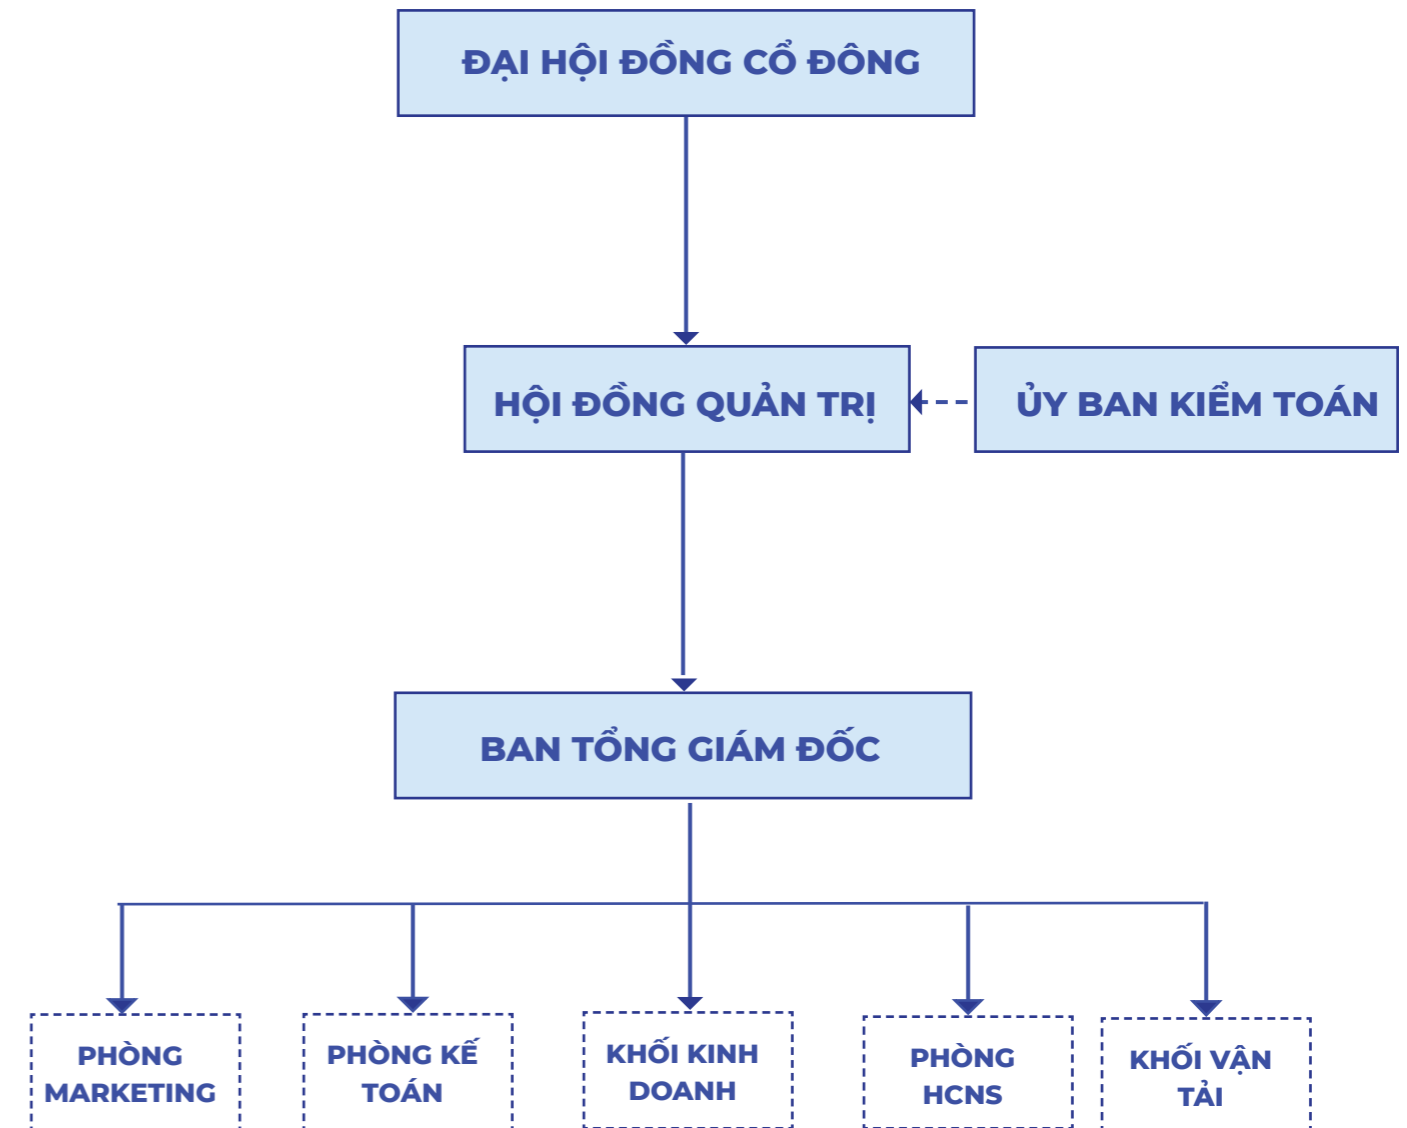 ĐẠI HỘI ĐỒNG CỔ ĐÔNG
HỘI ĐỒNG QUẢN TRỊ
ỦY BAN KIỂM TOÁN
BAN TỔNG GIÁM ĐỐC
PHÒNG
MARKETING
PHÒNG KẾ
TOÁN
KHỐI KINH
DOANH
PHÒNG
HCNS
KHỐI VẬN
TẢI